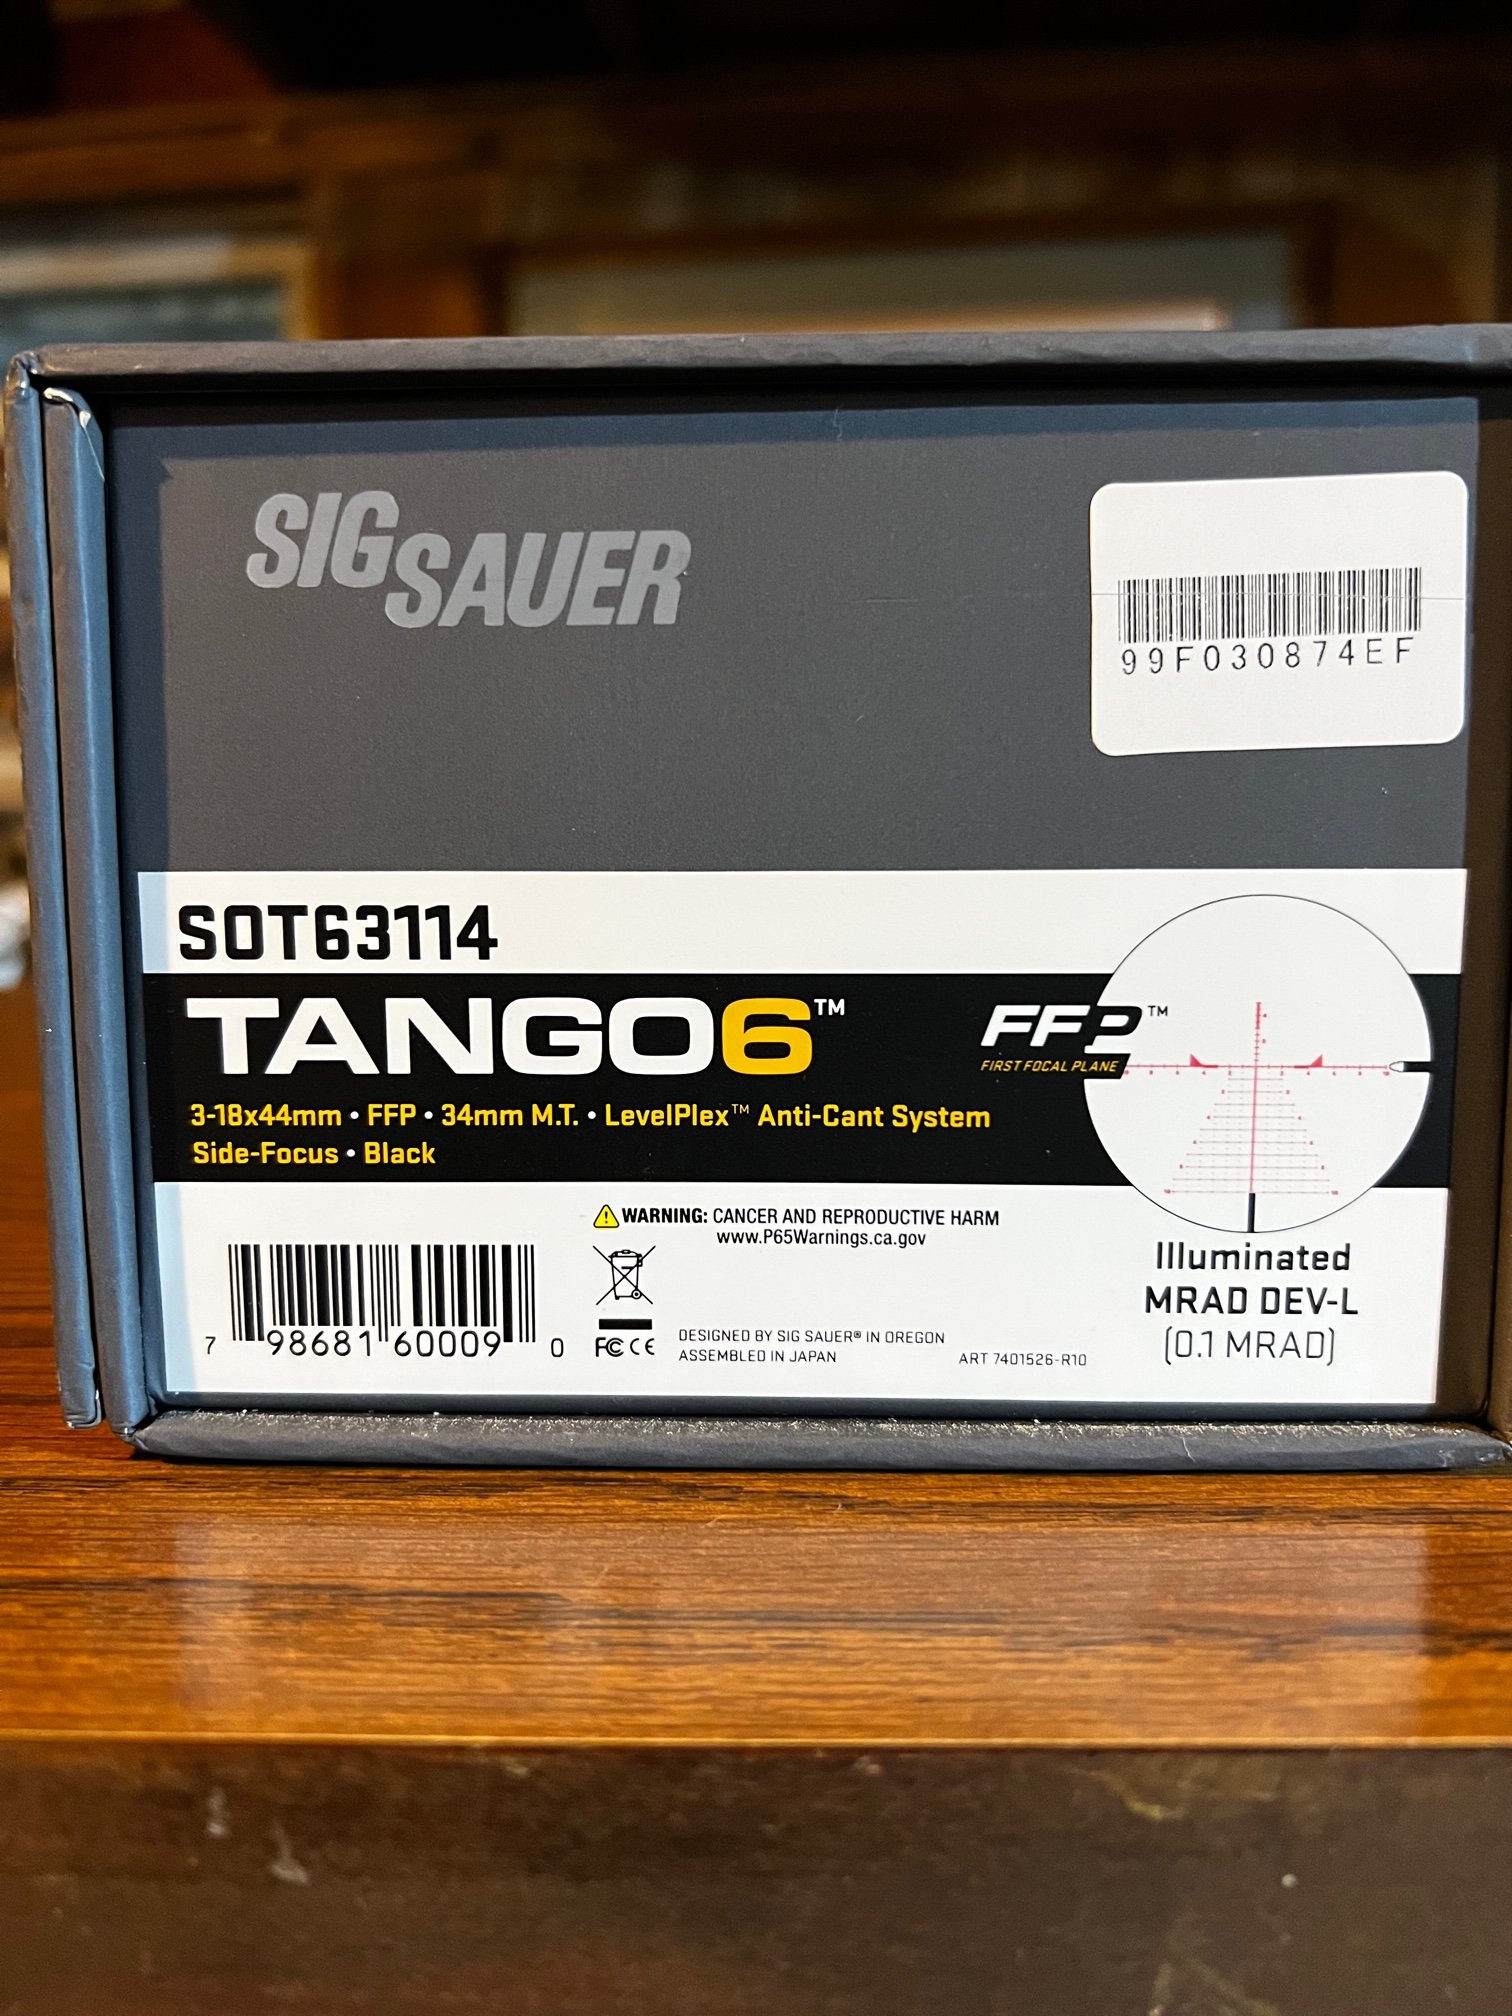 SIG SAUER
99F030874EF
SOT63114
TANGO6™
FFP™
FIRST FOCAL PLANE
3-18x44mm • FFP • 34mm M.T. • LevelPlex™ Anti-Cant System
Side-Focus • Black
WARNING: CANCER AND REPRODUCTIVE HARM
www.P65Warnings.ca.gov
7 98681 60009 0
FC CE
DESIGNED BY SIG SAUER® IN OREGON
ASSEMBLED IN JAPAN
ART 7401526-R10
Illuminated
MRAD DEV-L
(0.1 MRAD)